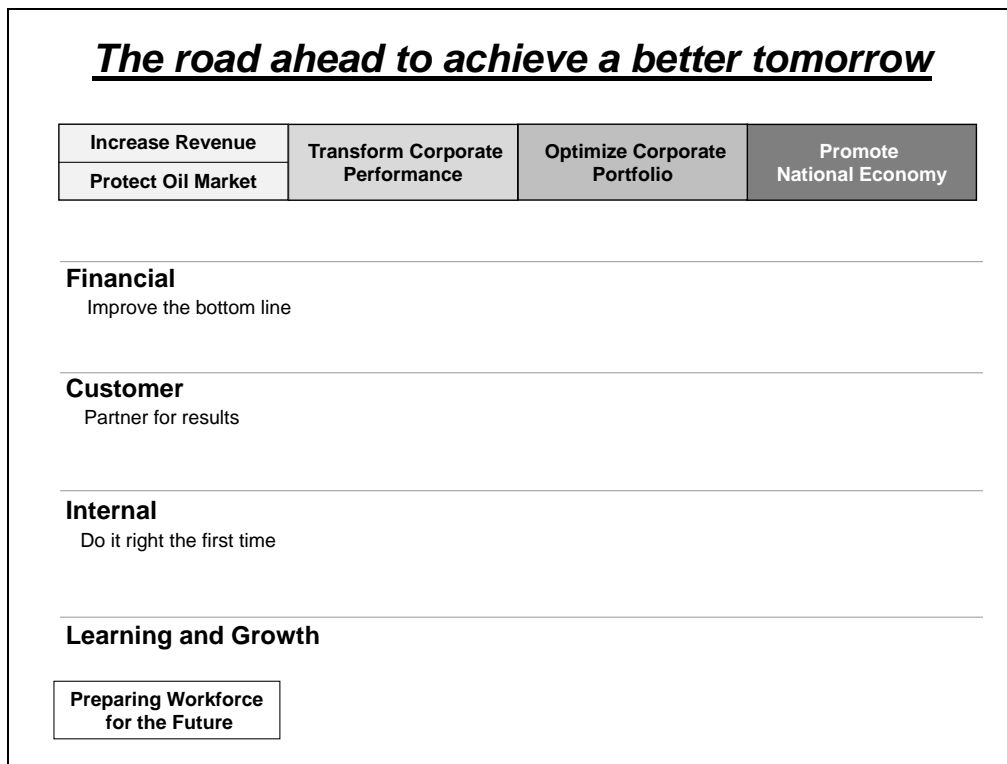 The road ahead to achieve a better tomorrow
Increase Revenue
Protect Oil Market
Transform Corporate
Performance
Optimize Corporate
Portfolio
Promote
National Economy
Financial
Improve the bottom line
Customer
Partner for results
Internal
Do it right the first time
Learning and Growth
Preparing Workforce
for the Future